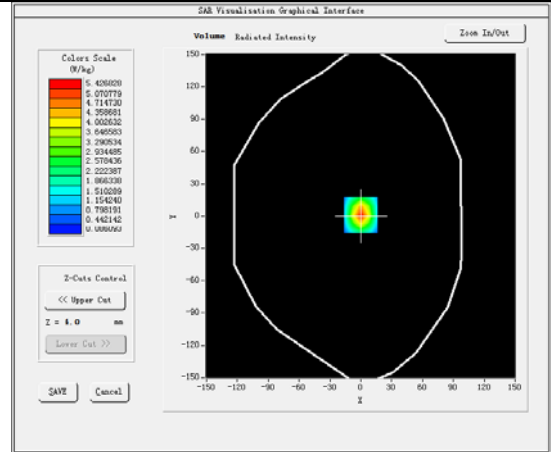 SAR Visualisation Graphical Interface
Volume Radiated Intensity
Zoom In/Out
Colors Scale
(W/kg)
5.426828
5.070779
4.714730
4.358681
4.002632
3.646583
3.290534
2.934485
2.578436
2.222387
1.866338
1.510289
1.154240
0.798191
0.442142
0.086093
Z-Cuts Control
<< Upper Cut
Z = 4.0 mm
Lower Cut >>
SAVE Cancel
150
120
90
60
30
0
-30
-60
-90
-120
-150
Y
-150 -120 -90 -60 -30 0 30 60 90 120 150
X